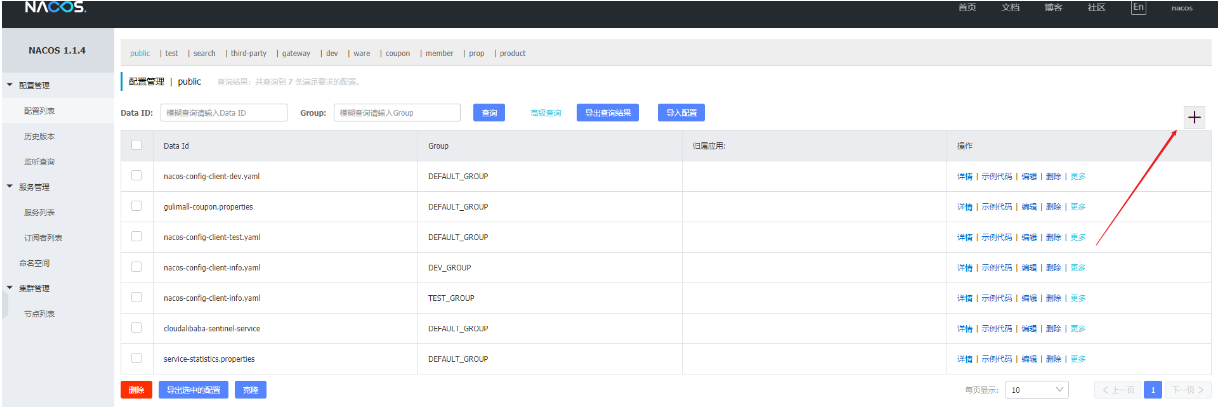 NACOS.
首页 文档 博客 社区 En nacos
NACOS 1.1.4
public | test | search | third-party | gateway | dev | ware | coupon | member | prop | product
配置管理
配置列表
历史版本
监听查询
服务管理
服务列表
订阅者列表
命名空间
集群管理
节点列表
配置管理 | public 查询结果：共查询到 7 条满足要求的配置。
Data ID: 模糊查询请输入Data ID Group: 模糊查询请输入Group 查询 高级查询 导出查询结果 导入配置
Data Id Group 归属应用: 操作
nacos-config-client-dev.yaml DEFAULT_GROUP 详情 | 示例代码 | 编辑 | 删除 | 更多
gulimall-coupon.properties DEFAULT_GROUP 详情 | 示例代码 | 编辑 | 删除 | 更多
nacos-config-client-test.yaml DEFAULT_GROUP 详情 | 示例代码 | 编辑 | 删除 | 更多
nacos-config-client-info.yaml DEV_GROUP 详情 | 示例代码 | 编辑 | 删除 | 更多
nacos-config-client-info.yaml TEST_GROUP 详情 | 示例代码 | 编辑 | 删除 | 更多
cloudalibaba-sentinel-service DEFAULT_GROUP 详情 | 示例代码 | 编辑 | 删除 | 更多
service-statistics.properties DEFAULT_GROUP 详情 | 示例代码 | 编辑 | 删除 | 更多
删除 导出选中的配置 克隆 每页显示: 10 < 上一页 1 下一页 >